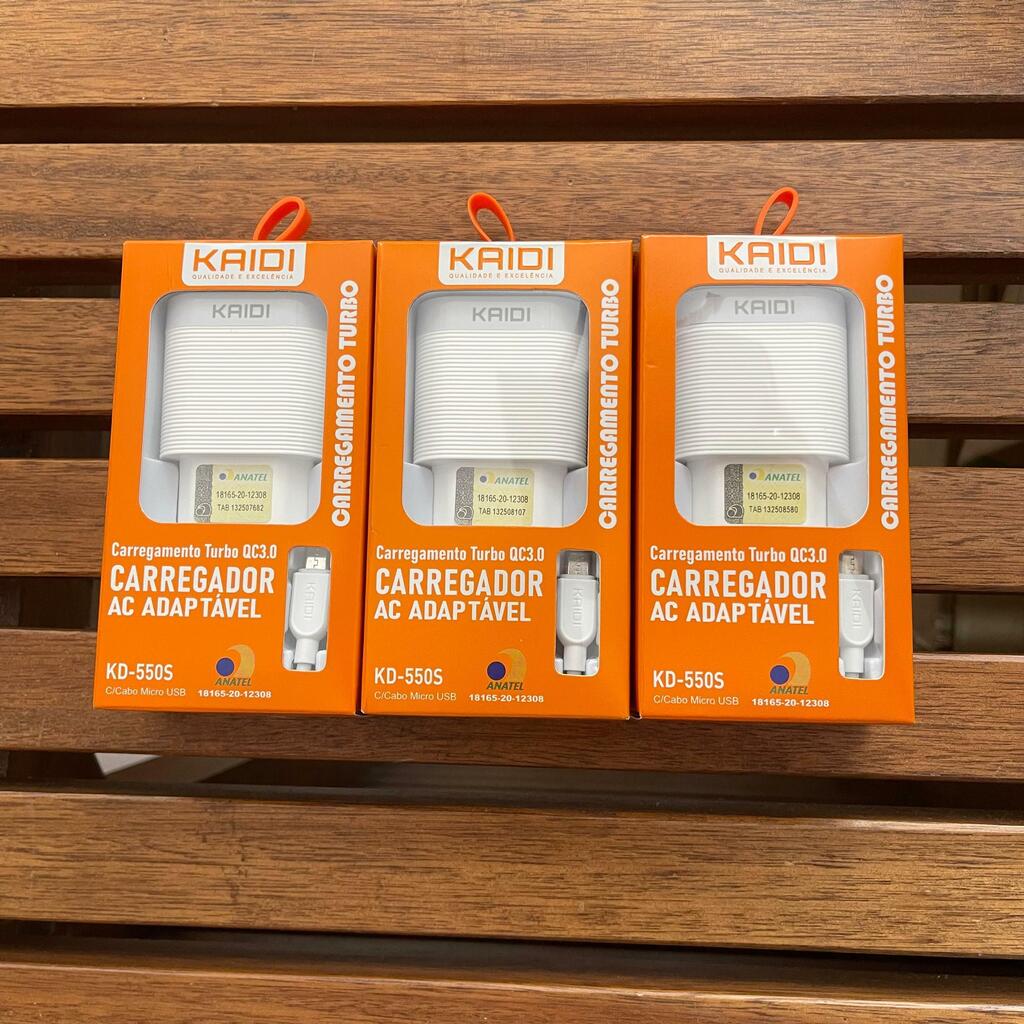 KAIDI
QUALIDADE E EXCELÊNCIA
KAIDI
CARREGAMENTO TURBO
ANATEL
18165-20-12308
TAB 132507682
Carregamento Turbo QC3.0
CARREGADOR
AC ADAPTÁVEL
KAIDI
KD-550S
C/Cabo Micro USB
ANATEL
18165-20-12308
KAIDI
QUALIDADE E EXCELÊNCIA
KAIDI
CARREGAMENTO TURBO
ANATEL
18165-20-12308
TAB 132508107
Carregamento Turbo QC3.0
CARREGADOR
AC ADAPTÁVEL
KAIDI
KD-550S
C/Cabo Micro USB
ANATEL
18165-20-12308
KAIDI
QUALIDADE E EXCELÊNCIA
KAIDI
CARREGAMENTO TURBO
ANATEL
18165-20-12308
TAB 132508580
Carregamento Turbo QC3.0
CARREGADOR
AC ADAPTÁVEL
KAIDI
KD-550S
C/Cabo Micro USB
ANATEL
18165-20-12308